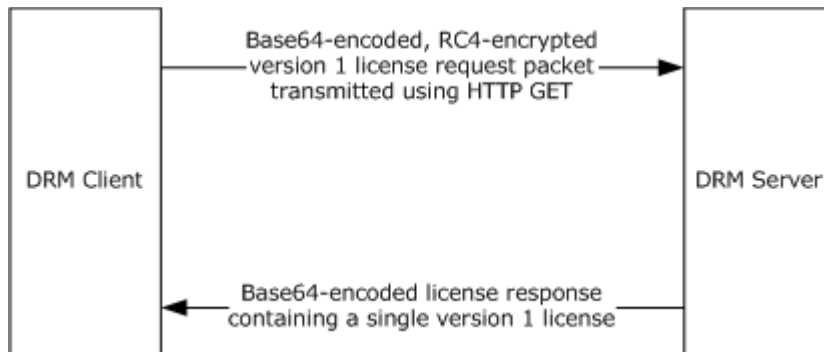 Base64-encoded, RC4-encrypted
version 1 license request packet
transmitted using HTTP GET
DRM Client
DRM Server
Base64-encoded license response
containing a single version 1 license